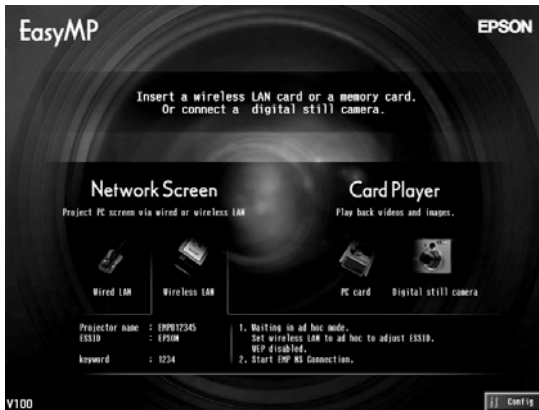 EasyMP
EPSON
Insert a wireless LAN card or a memory card.
Or connect a digital still camera.
Network Screen
Project PC screen via wired or wireless LAN
Wired LAN
Wireless LAN
Card Player
Play back videos and images.
PC card
Digital still camera
Projector name : EMP812345
ESSID : EPSON
keyword : 1234
1. Waiting in ad hoc mode.
Set wireless LAN to ad hoc to adjust ESSID.
WEP disabled.
2. Start EMP NS Connection.
V100
Config